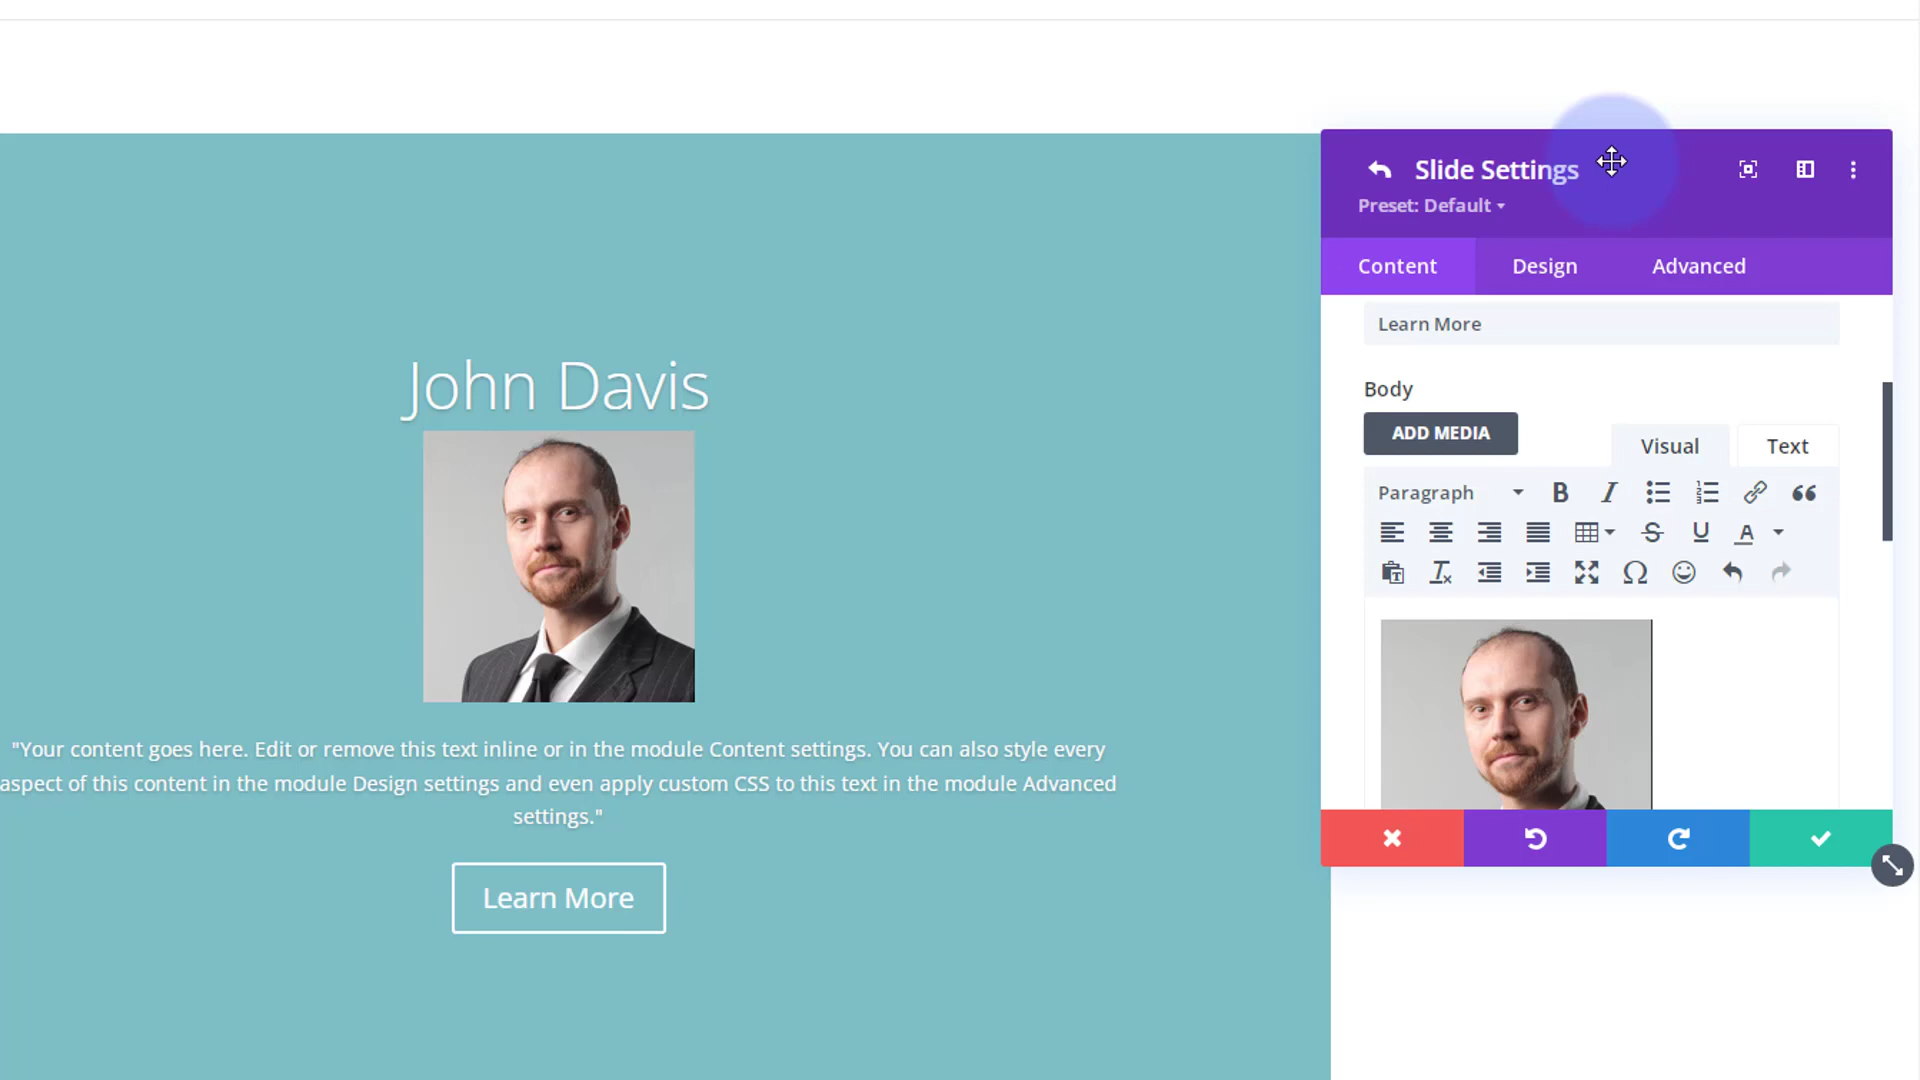 John Davis
"Your content goes here. Edit or remove this text inline or in the module Content settings. You can also style every
aspect of this content in the module Design settings and even apply custom CSS to this text in the module Advanced
settings."
Learn More
Slide Settings
Preset: Default
Content Design Advanced
Learn More
Body
ADD MEDIA
Visual Text
Paragraph